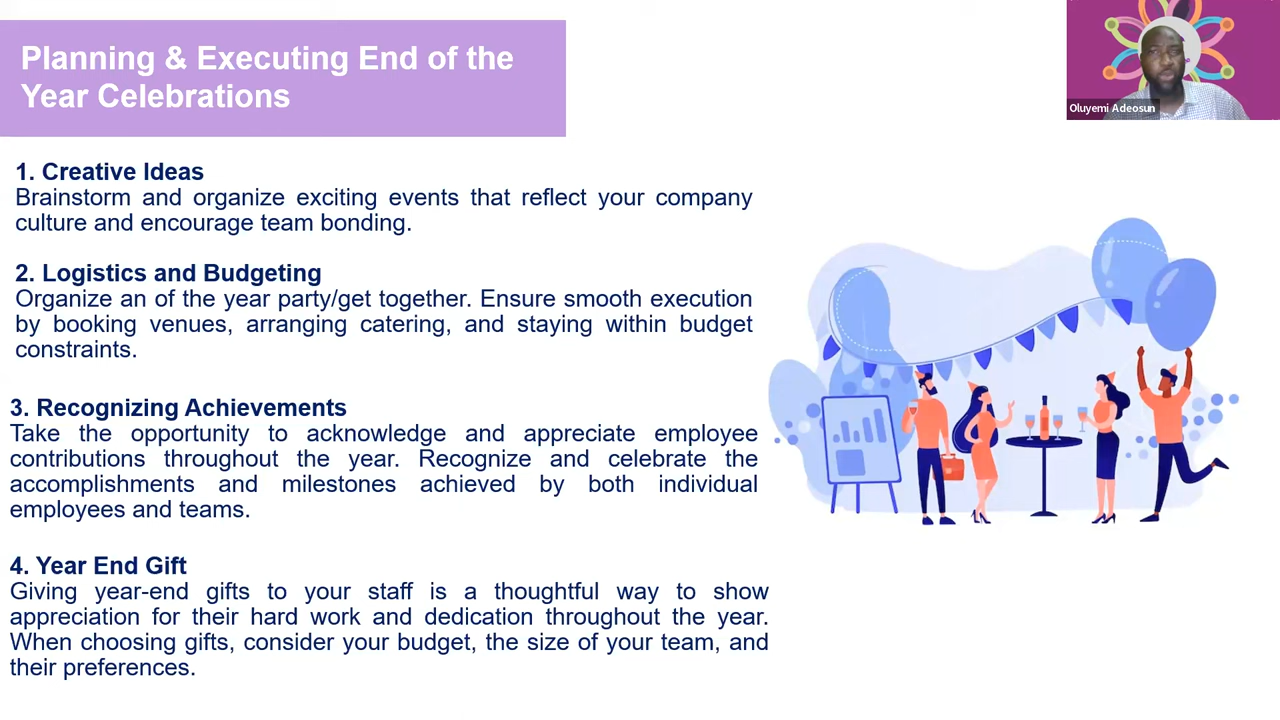 Planning & Executing End of the
Year Celebrations
Oluyemi Adeosun
1. Creative Ideas
Brainstorm and organize exciting events that reflect your company
culture and encourage team bonding.
2. Logistics and Budgeting
Organize an of the year party/get together. Ensure smooth execution
by booking venues, arranging catering, and staying within budget
constraints.
3. Recognizing Achievements
Take the opportunity to acknowledge and appreciate employee
contributions throughout the year. Recognize and celebrate the
accomplishments and milestones achieved by both individual
employees and teams.
4. Year End Gift
Giving year-end gifts to your staff is a thoughtful way to show
appreciation for their hard work and dedication throughout the year.
When choosing gifts, consider your budget, the size of your team, and
their preferences.